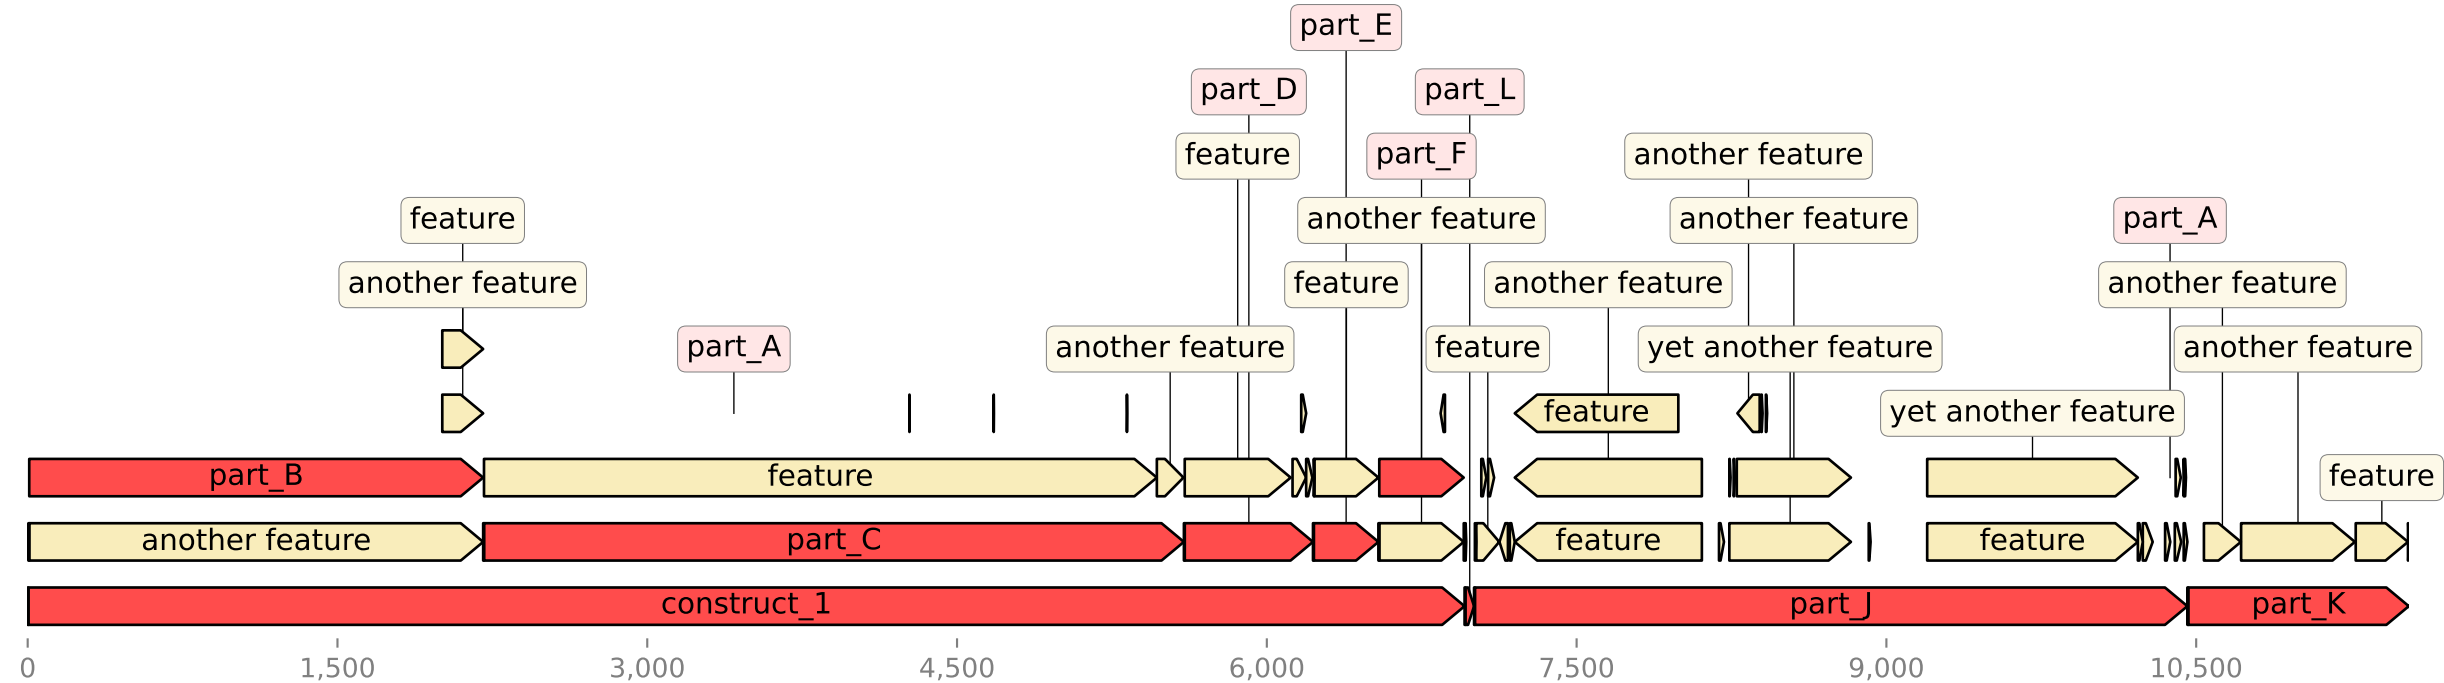 part_E
part_D
part_L
feature
part_F
another feature
feature
another feature
another feature
part_A
another feature
feature
another feature
another feature
part_A
another feature
feature
yet another feature
another feature
feature
yet another feature
part_B
feature
feature
another feature
part_C
feature
feature
construct_1
part_J
part_K
0
1,500
3,000
4,500
6,000
7,500
9,000
10,500